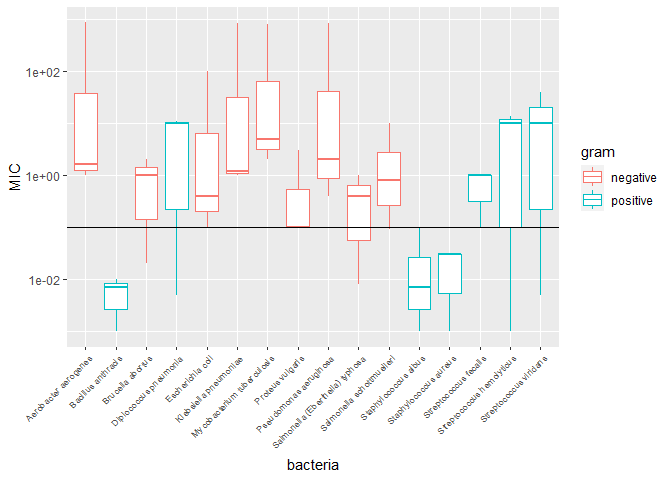 1e+02
1e+00
1e-02
MIC
Aerobacter aerogenes
Bacillus anthracis
Brucella abortus
Diplococcus pneumonia
Escherichia coli
Klebsiella pneumoniae
Mycobacterium tuberculosis
Proteus vulgaris
Pseudomonas aeruginosa
Salmonella (Eberthella) typhosa
Salmonella schottmuelleri
Staphylococcus albus
Staphylococcus aureus
Streptococcus fecalis
Streptococcus hemolyticus
Streptococcus viridans
bacteria
gram
negative
positive